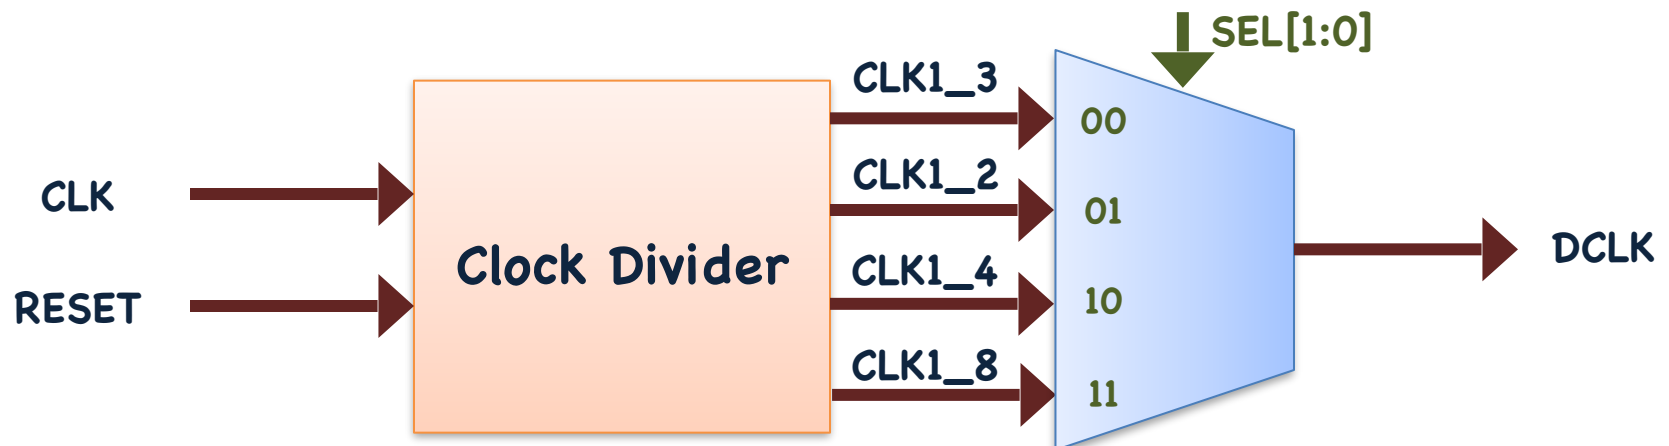 SEL[1:0]
CLK1_3
00
CLK1_2
CLK
01
Clock Divider
DCLK
CLK1_4
RESET
10
CLK1_8
11